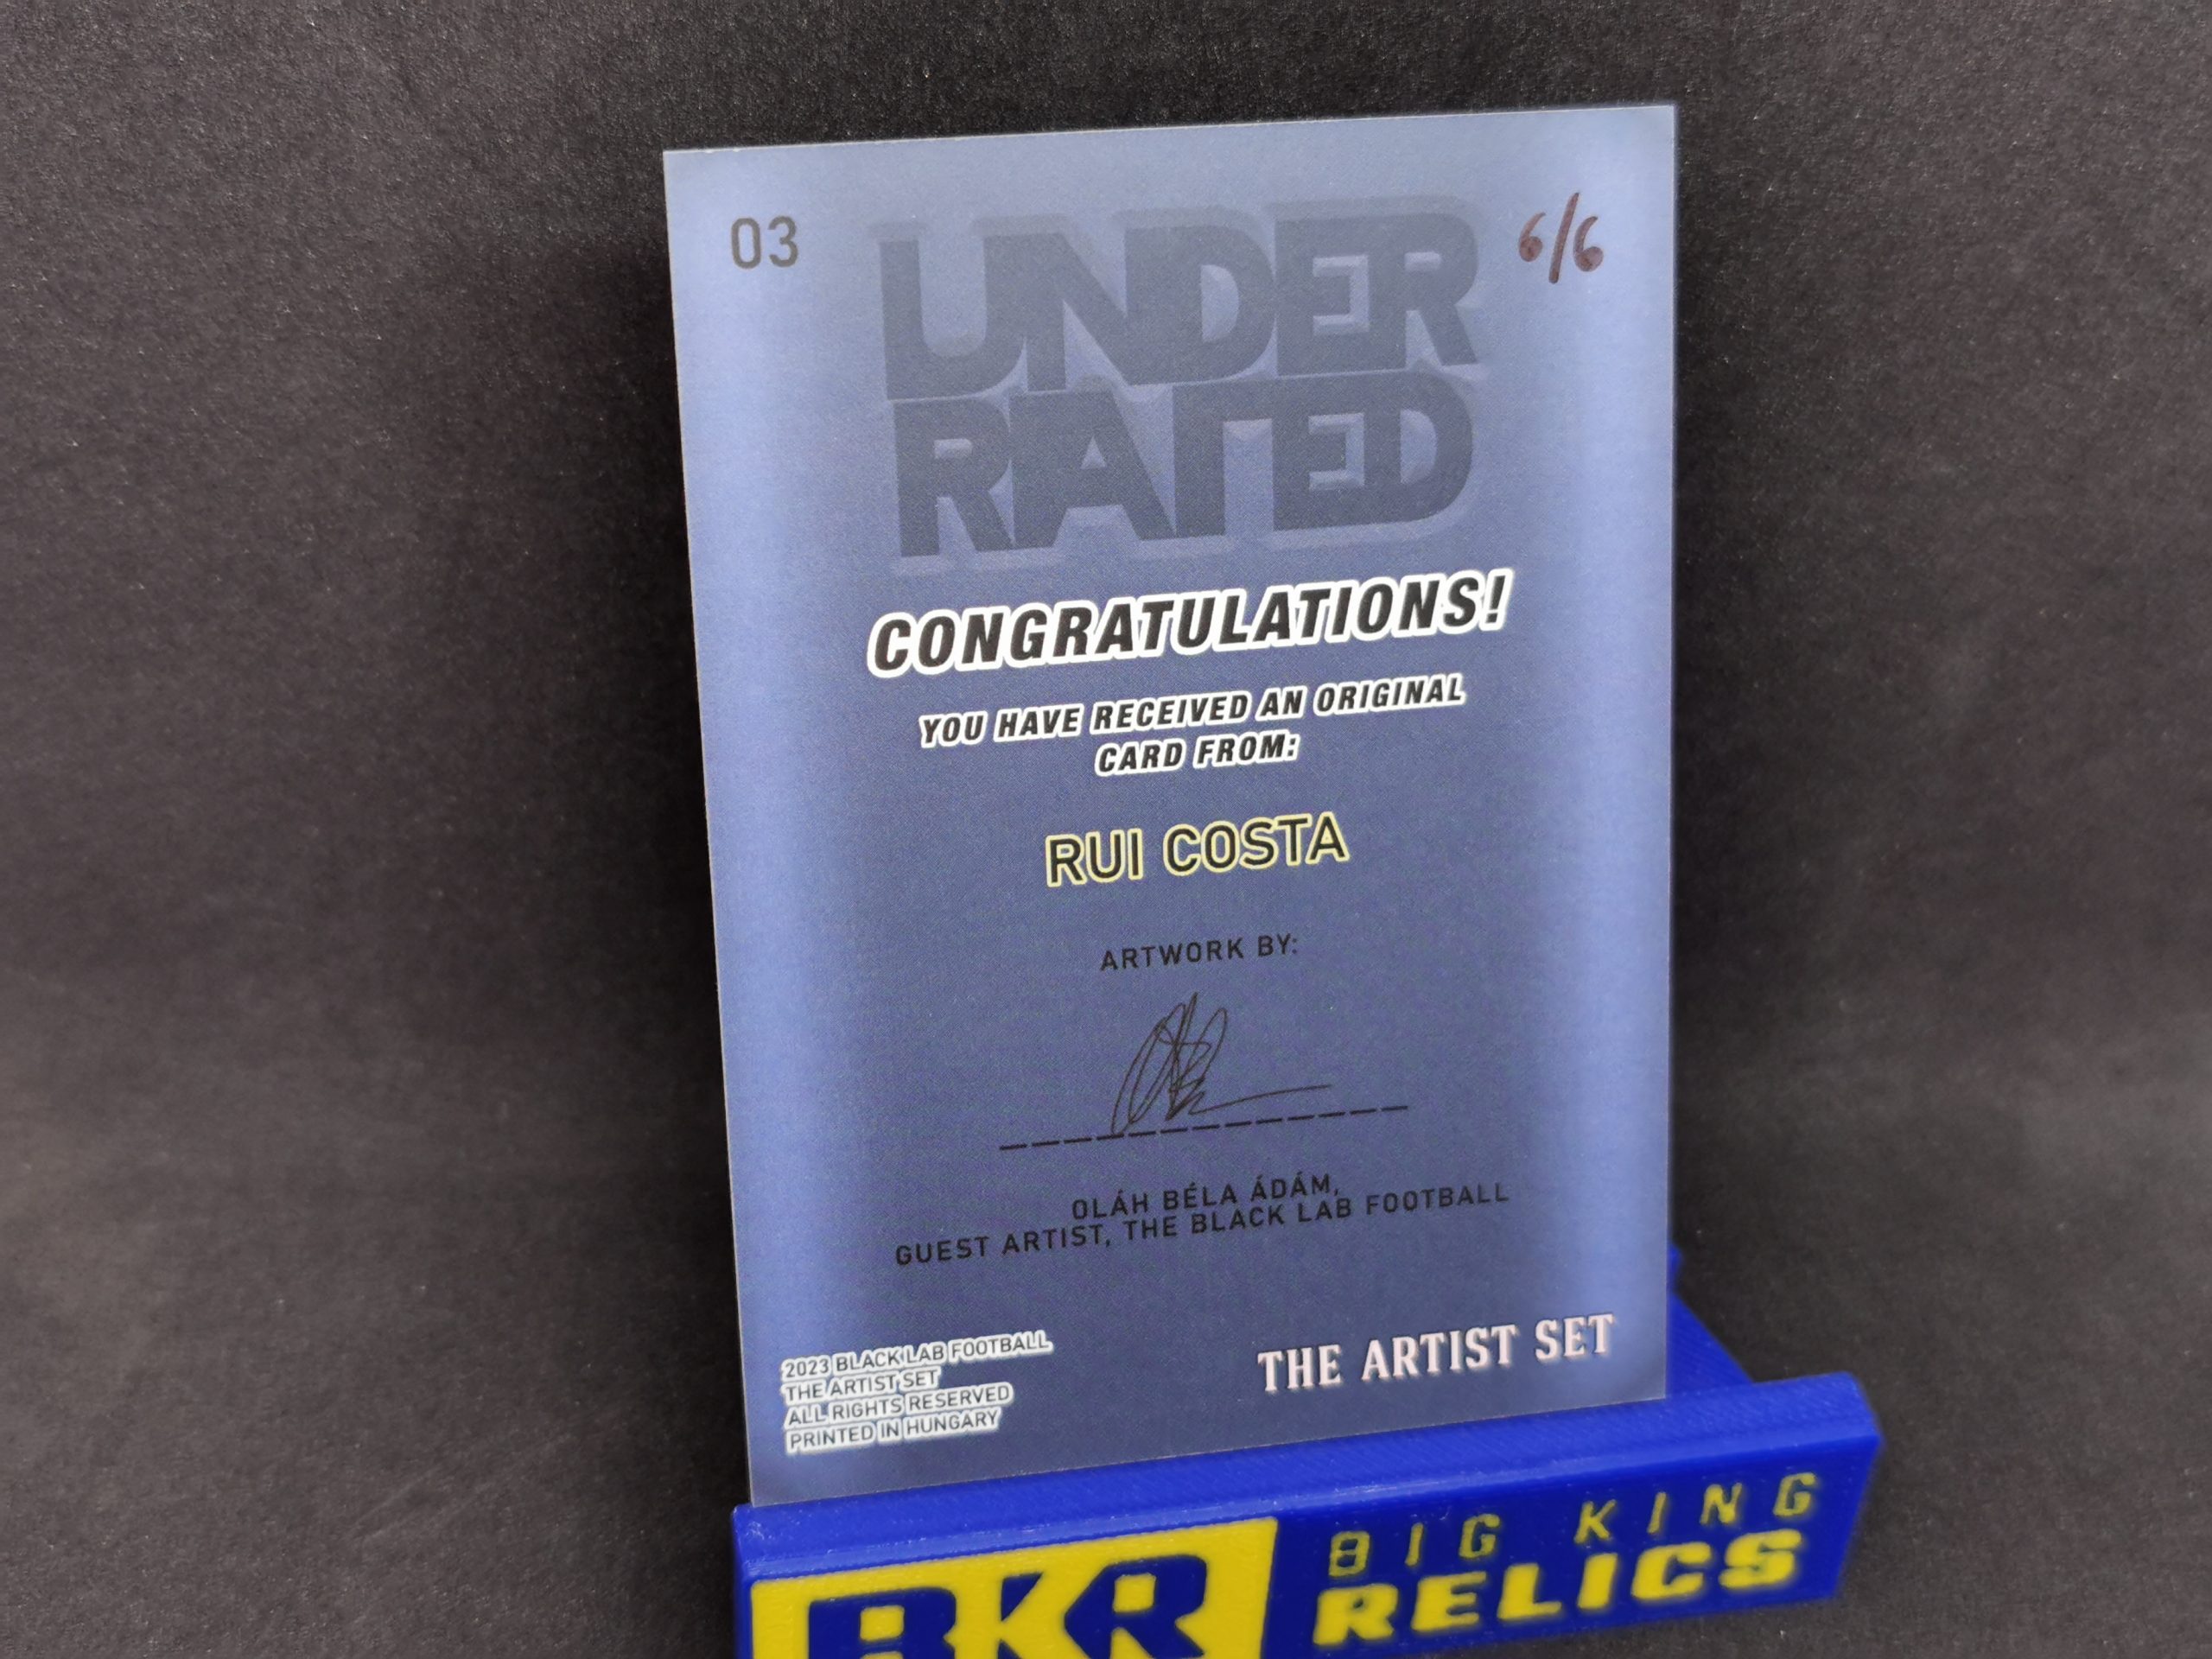 03
6/6
UNDER
RATED
CONGRATULATIONS!
YOU HAVE RECEIVED AN ORIGINAL
CARD FROM:
RUI COSTA
ARTWORK BY:
OLÁH BÉLA ÁDÁM,
GUEST ARTIST, THE BLACK LAB FOOTBALL
2023 BLACK LAB FOOTBALL
THE ARTIST SET
ALL RIGHTS RESERVED
PRINTED IN HUNGARY
THE ARTIST SET
BKR
BIG KING
RELICS